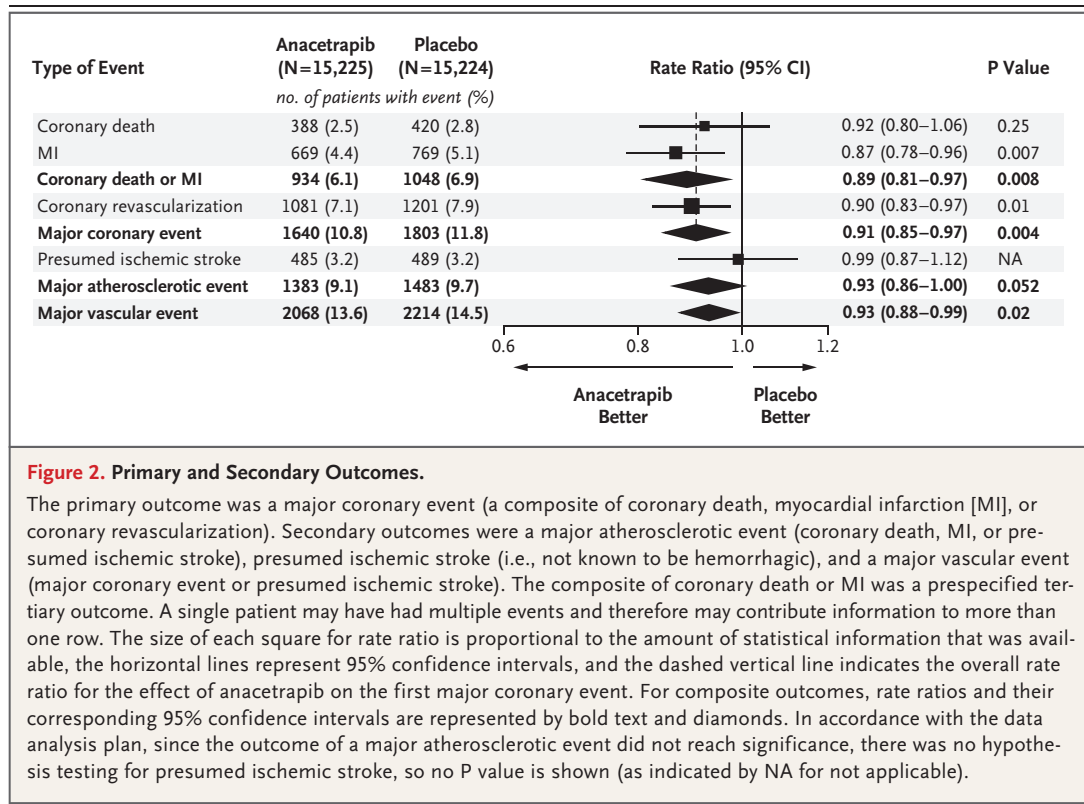 Type of Event Anacetrapib (N=15,225) Placebo (N=15,224) Rate Ratio (95% CI) P Value
no. of patients with event (%)
Coronary death 388 (2.5) 420 (2.8) 0.92 (0.80–1.06) 0.25
MI 669 (4.4) 769 (5.1) 0.87 (0.78–0.96) 0.007
Coronary death or MI 934 (6.1) 1048 (6.9) 0.89 (0.81–0.97) 0.008
Coronary revascularization 1081 (7.1) 1201 (7.9) 0.90 (0.83–0.97) 0.01
Major coronary event 1640 (10.8) 1803 (11.8) 0.91 (0.85–0.97) 0.004
Presumed ischemic stroke 485 (3.2) 489 (3.2) 0.99 (0.87–1.12) NA
Major atherosclerotic event 1383 (9.1) 1483 (9.7) 0.93 (0.86–1.00) 0.052
Major vascular event 2068 (13.6) 2214 (14.5) 0.93 (0.88–0.99) 0.02
0.6 0.8 1.0 1.2
Anacetrapib Better Placebo Better
Figure 2. Primary and Secondary Outcomes.
The primary outcome was a major coronary event (a composite of coronary death, myocardial infarction [MI], or
coronary revascularization). Secondary outcomes were a major atherosclerotic event (coronary death, MI, or pre-
sumed ischemic stroke), presumed ischemic stroke (i.e., not known to be hemorrhagic), and a major vascular event
(major coronary event or presumed ischemic stroke). The composite of coronary death or MI was a prespecified ter-
tiary outcome. A single patient may have had multiple events and therefore may contribute information to more than
one row. The size of each square for rate ratio is proportional to the amount of statistical information that was avail-
able, the horizontal lines represent 95% confidence intervals, and the dashed vertical line indicates the overall rate
ratio for the effect of anacetrapib on the first major coronary event. For composite outcomes, rate ratios and their
corresponding 95% confidence intervals are represented by bold text and diamonds. In accordance with the data
analysis plan, since the outcome of a major atherosclerotic event did not reach significance, there was no hypothe-
sis testing for presumed ischemic stroke, so no P value is shown (as indicated by NA for not applicable).